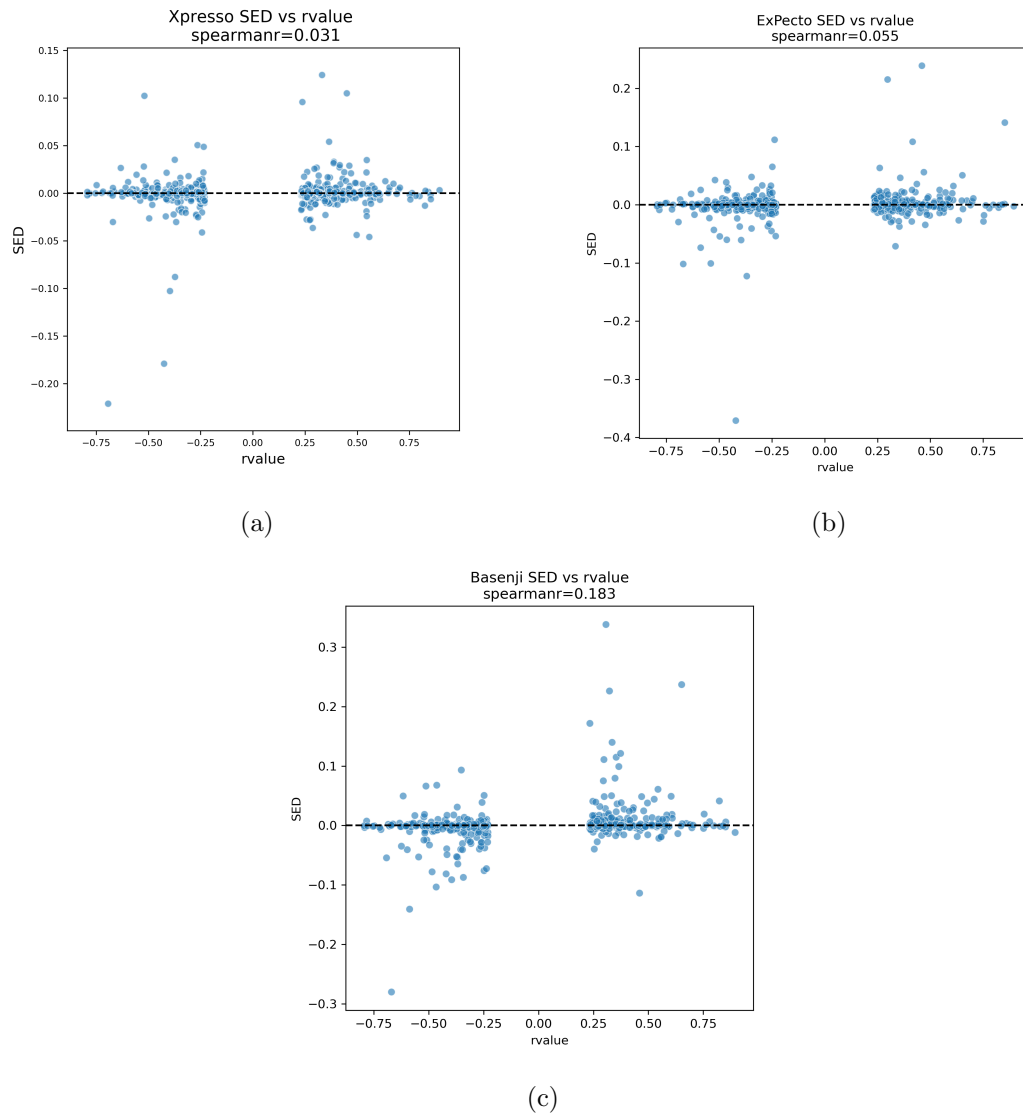 Xpresso SED vs rvalue
spearmanr=0.031
0.15
0.10
0.05
0.00
−0.05
−0.10
−0.15
−0.20
SED
−0.75 −0.50 −0.25 0.00 0.25 0.50 0.75
rvalue
(a)
ExPecto SED vs rvalue
spearmanr=0.055
0.2
0.1
0.0
−0.1
−0.2
−0.3
−0.4
SED
−0.75 −0.50 −0.25 0.00 0.25 0.50 0.75
rvalue
(b)
Basenji SED vs rvalue
spearmanr=0.183
0.3
0.2
0.1
0.0
−0.1
−0.2
−0.3
SED
−0.75 −0.50 −0.25 0.00 0.25 0.50 0.75
rvalue
(c)